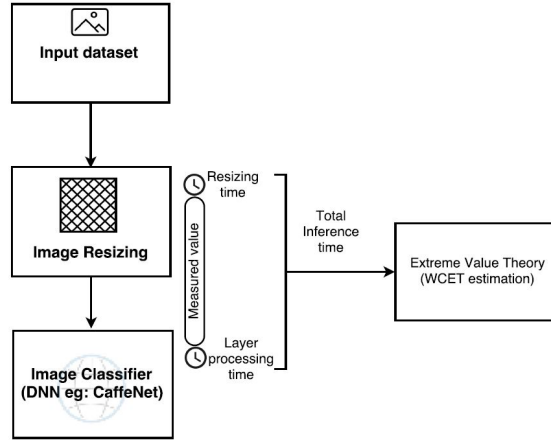 Input dataset
Image Resizing
Image Classifier
(DNN eg: CaffeNet)
Resizing
time
Measured value
Layer
processing
time
Total
Inference
time
Extreme Value Theory
(WCET estimation)